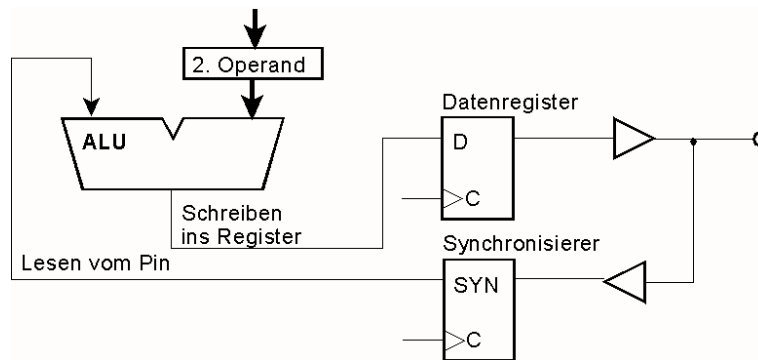 2. Operand
ALU
Datenregister
D
C
Schreiben
ins Register
Lesen vom Pin
Synchronisierer
SYN
C